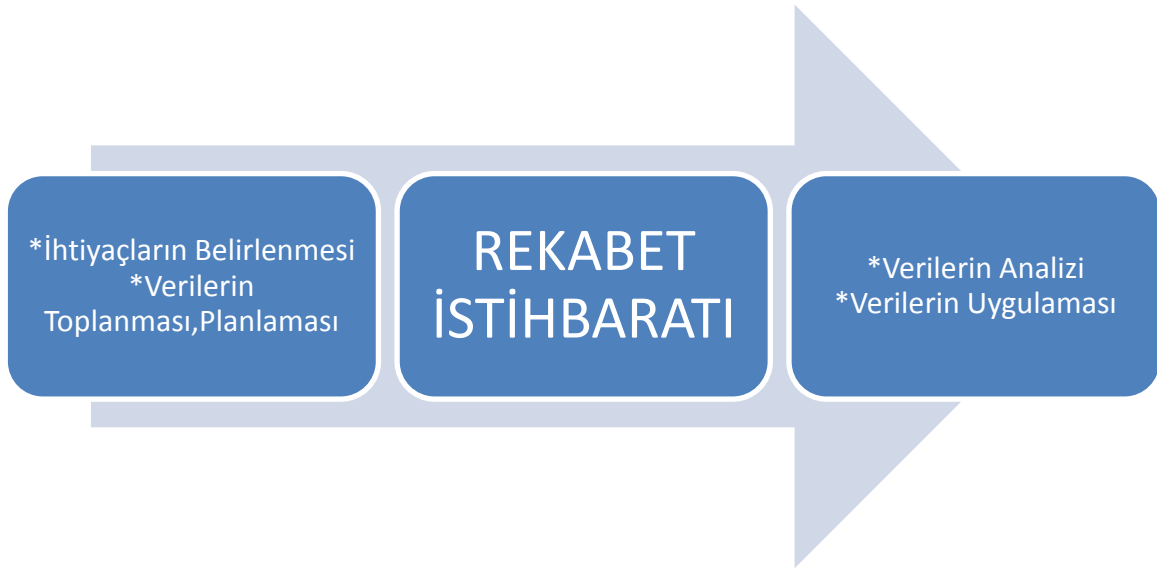 *İhtiyaçların Belirlenmesi
*Verilerin
Toplanması,Planlaması
REKABET
İSTİHBARATI
*Verilerin Analizi
*Verilerin Uygulaması